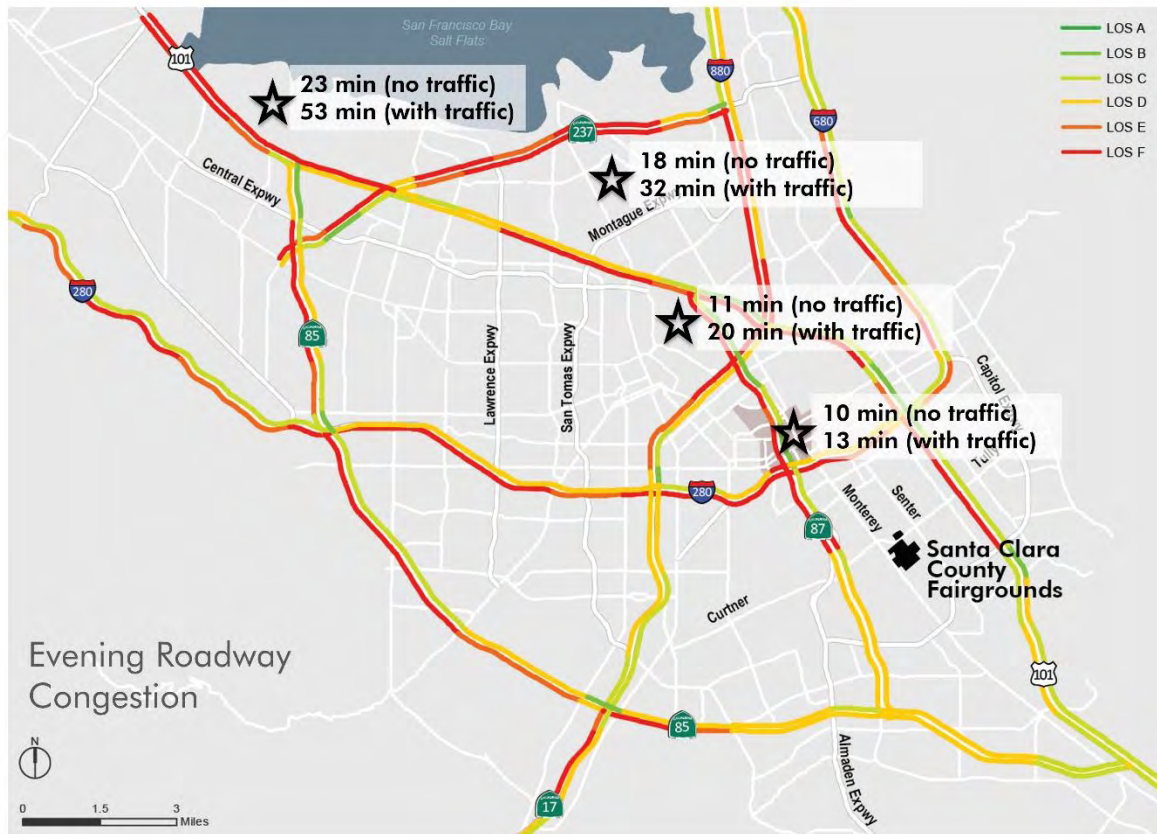 San Francisco Bay
Salt Flats
LOS A
LOS B
LOS C
LOS D
LOS E
LOS F
101
880
680
23 min (no traffic)
53 min (with traffic)
237
Central Expwy
18 min (no traffic)
32 min (with traffic)
Montague Expwy
280
85
Lawrence Expwy
San Tomas Expwy
11 min (no traffic)
20 min (with traffic)
Capitol Expwy
Tully
10 min (no traffic)
13 min (with traffic)
280
Monterey
Senter
87
Santa Clara
County
Fairgrounds
Curtner
Evening Roadway
Congestion
101
85
Almaden Expwy
17
N
0 1.5 3
Miles